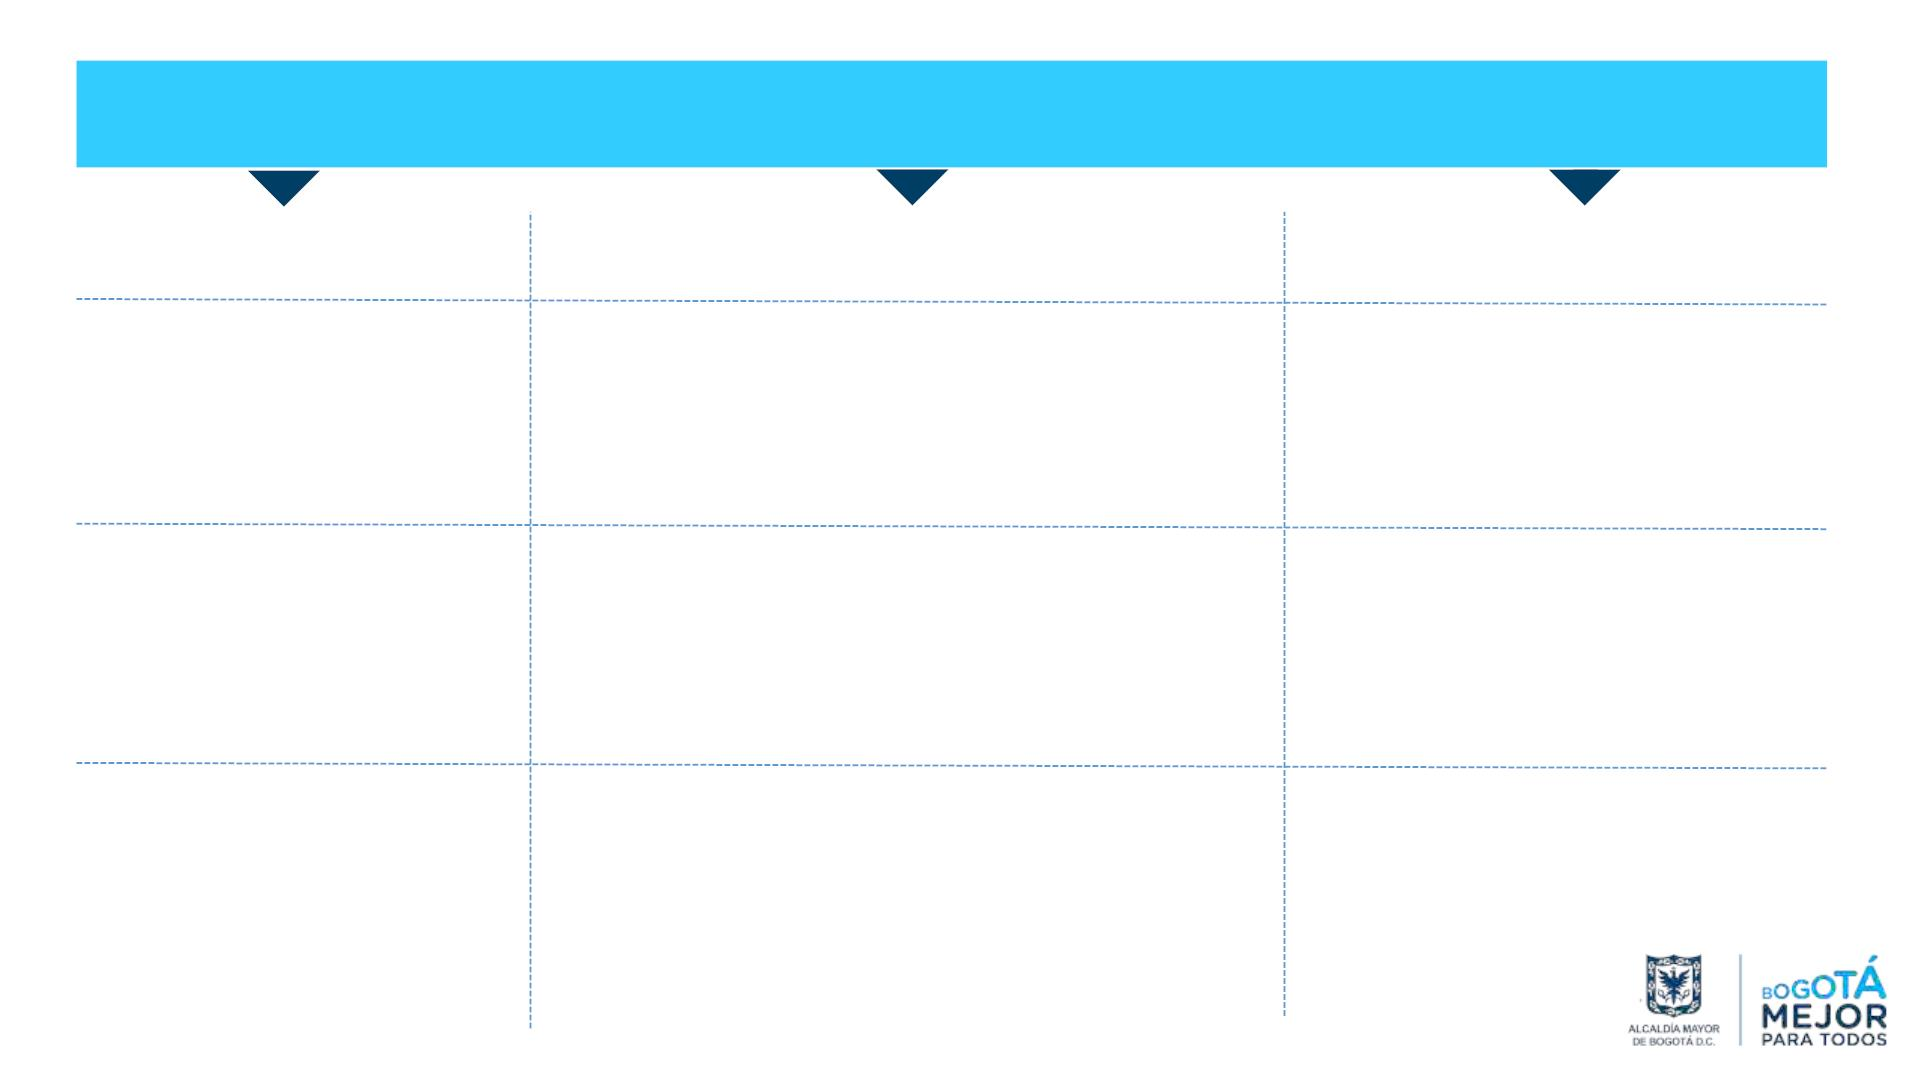 ALCALDÍA MAYOR
DE BOGOTÁ D.C.
BOGOTÁ
MEJOR
PARA TODOS